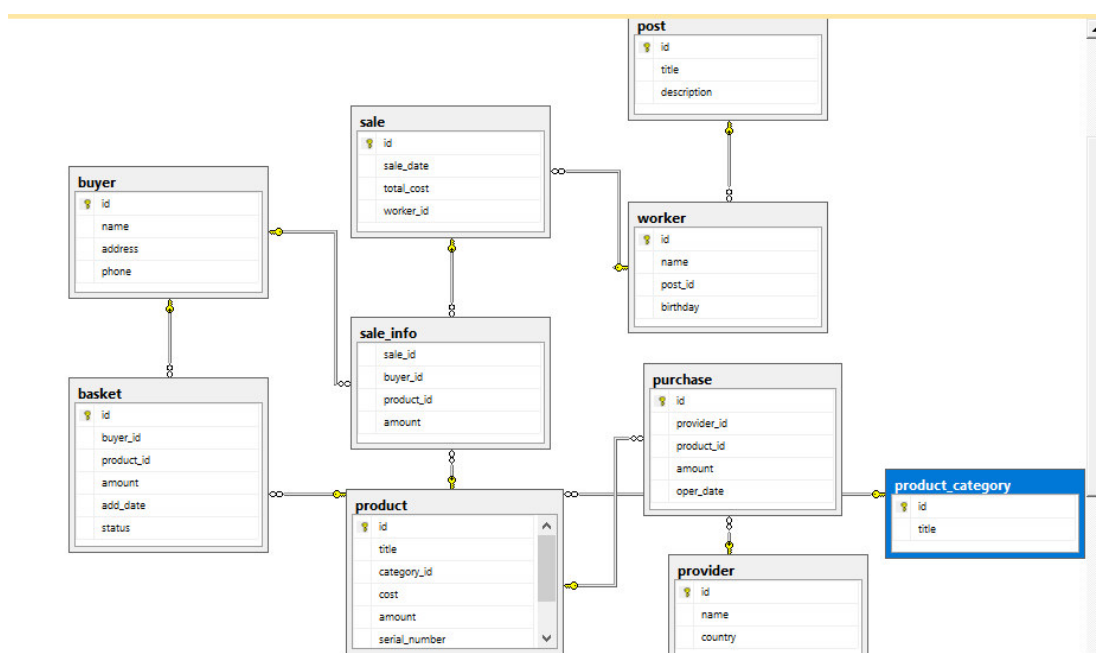 post
id
title
description
sale
id
sale_date
total_cost
worker_id
buyer
id
name
address
phone
worker
id
name
post_id
birthday
sale_info
sale_id
buyer_id
product_id
amount
basket
id
buyer_id
product_id
amount
add_date
status
purchase
id
provider_id
product_id
amount
oper_date
product_category
id
title
product
id
title
category_id
cost
amount
serial_number
provider
id
name
country